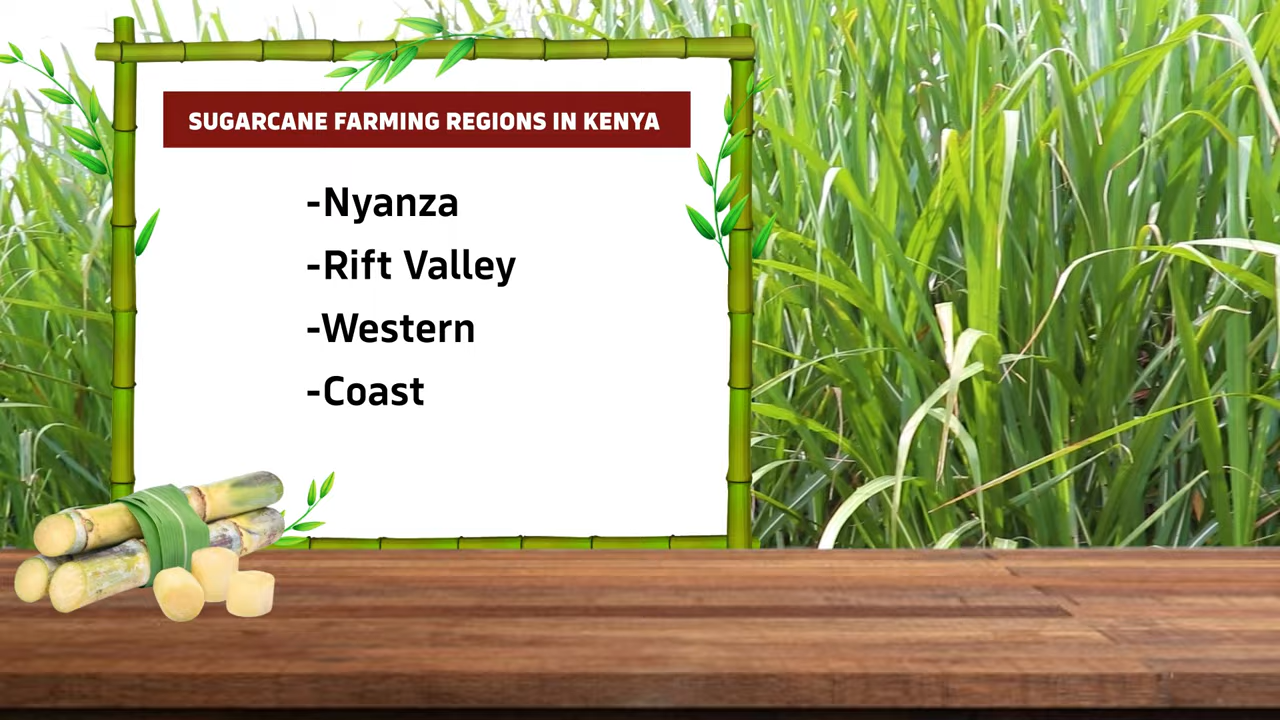 SUGARCANE FARMING REGIONS IN KENYA
-Nyanza
-Rift Valley
-Western
-Coast